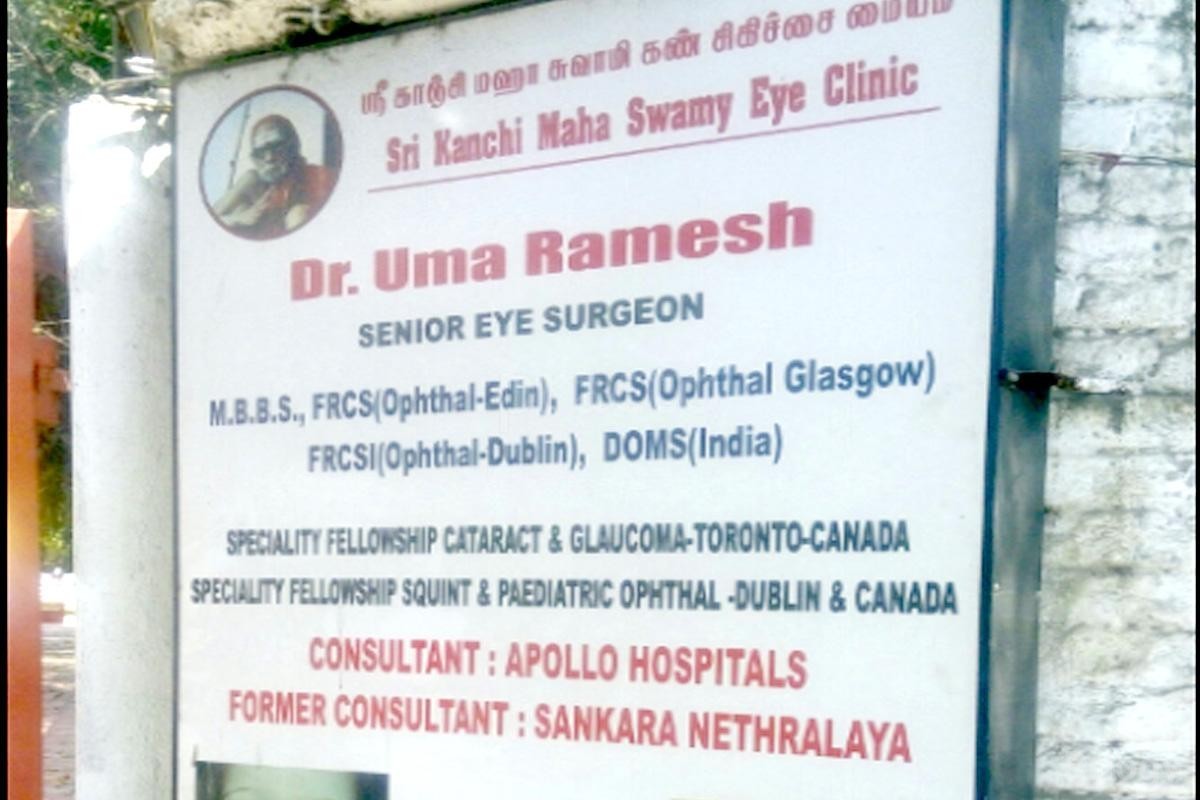 ஸ்ரீ காஞ்சி மஹா சுவாமி கண் சிகிச்சை மையம்
Sri Kanchi Maha Swamy Eye Clinic
Dr. Uma Ramesh
SENIOR EYE SURGEON
M.B.B.S., FRCS(Ophthal-Edin), FRCS(Ophthal Glasgow)
FRCSI(Ophthal-Dublin), DOMS(India)
SPECIALITY FELLOWSHIP CATARACT & GLAUCOMA-TORONTO-CANADA
SPECIALITY FELLOWSHIP SQUINT & PAEDIATRIC OPHTHAL -DUBLIN & CANADA
CONSULTANT : APOLLO HOSPITALS
FORMER CONSULTANT : SANKARA NETHRALAYA